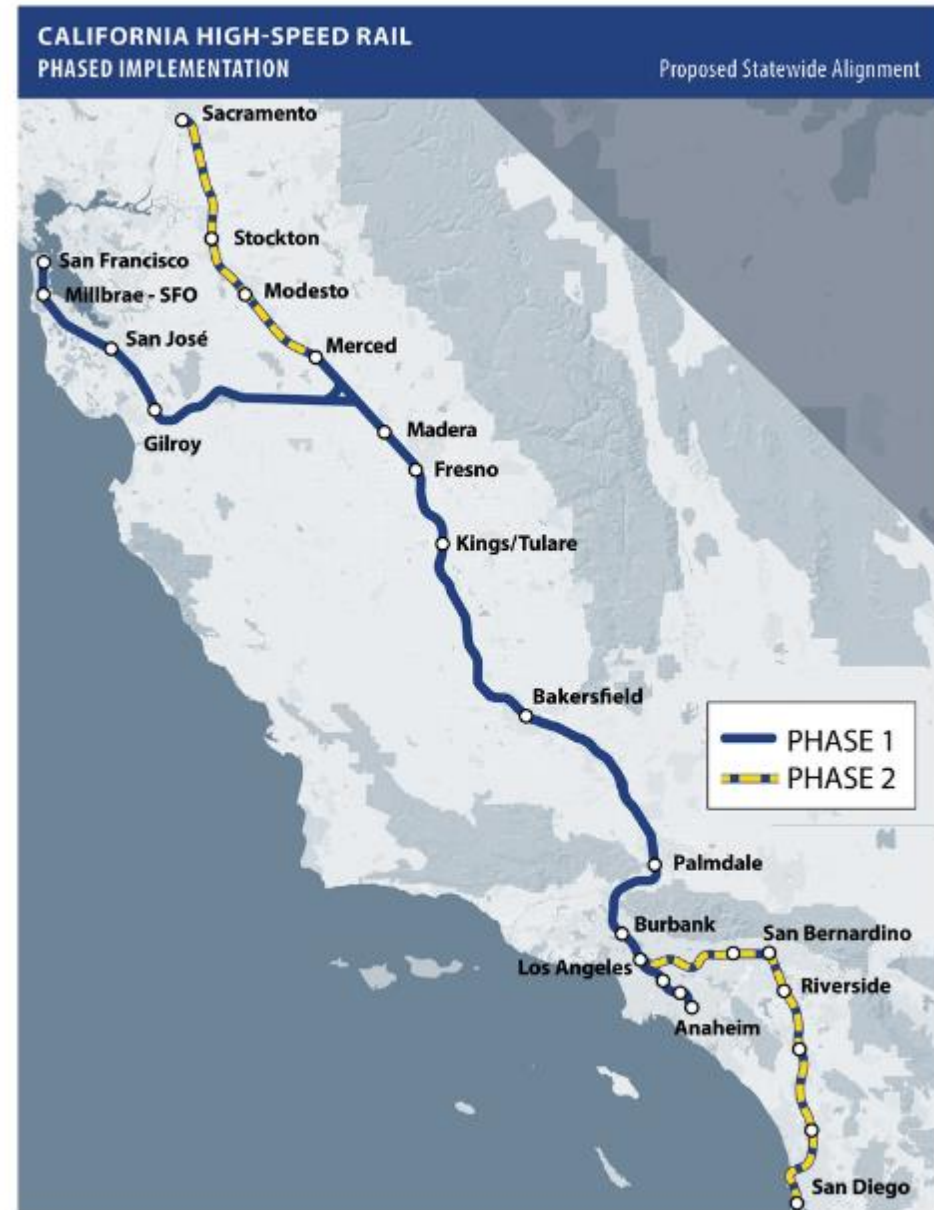 CALIFORNIA HIGH-SPEED RAIL
PHASED IMPLEMENTATION
Proposed Statewide Alignment
Sacramento
Stockton
San Francisco
Millbrae - SFO
Modesto
San José
Merced
Gilroy
Madera
Fresno
Kings/Tulare
Bakersfield
PHASE 1
PHASE 2
Palmdale
Burbank
San Bernardino
Los Angeles
Riverside
Anaheim
San Diego